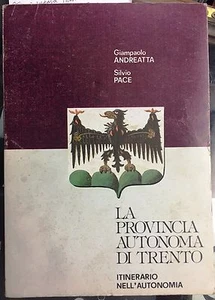 Giampaolo
ANDREATTA
Silvio
PACE
LA
PROVINCIA
AUTONOMA
DI TRENTO
ITINERARIO
NELL'AUTONOMIA